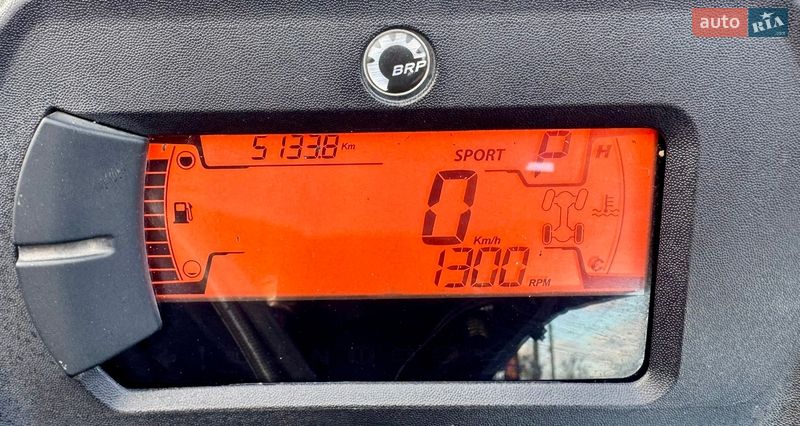 auto RIA
BRP
5133.8 Km
SPORT P H
0
Km/h
1300 RPM
C